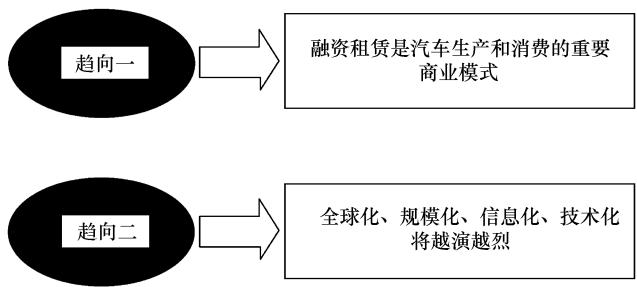 趋向一
融资租赁是汽车生产和消费的重要
商业模式
趋向二
全球化、规模化、信息化、技术化
将越演越烈